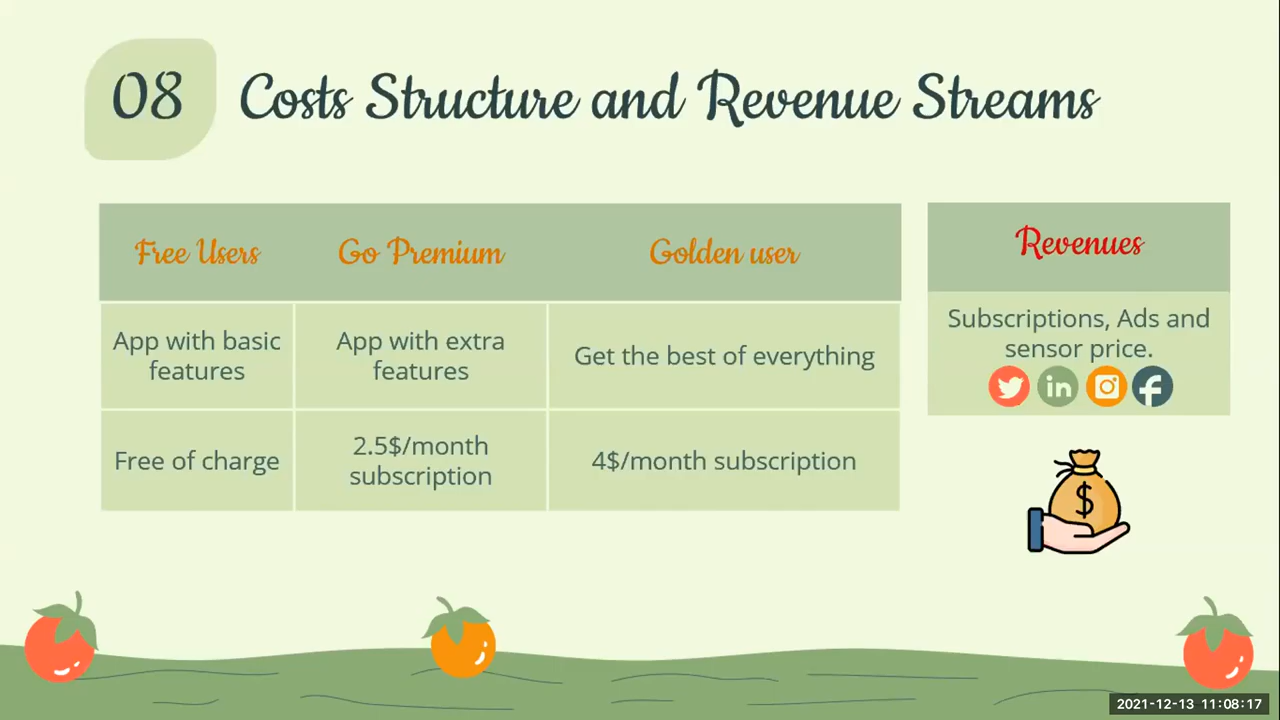 08 Costs Structure and Revenue Streams
Free Users Go Premium Golden user
App with basic
features
App with extra
features
Get the best of everything
Free of charge
2.5$/month
subscription
4$/month subscription
Revenues
Subscriptions, Ads and
sensor price.
in
$
2021-12-13 11:08:17